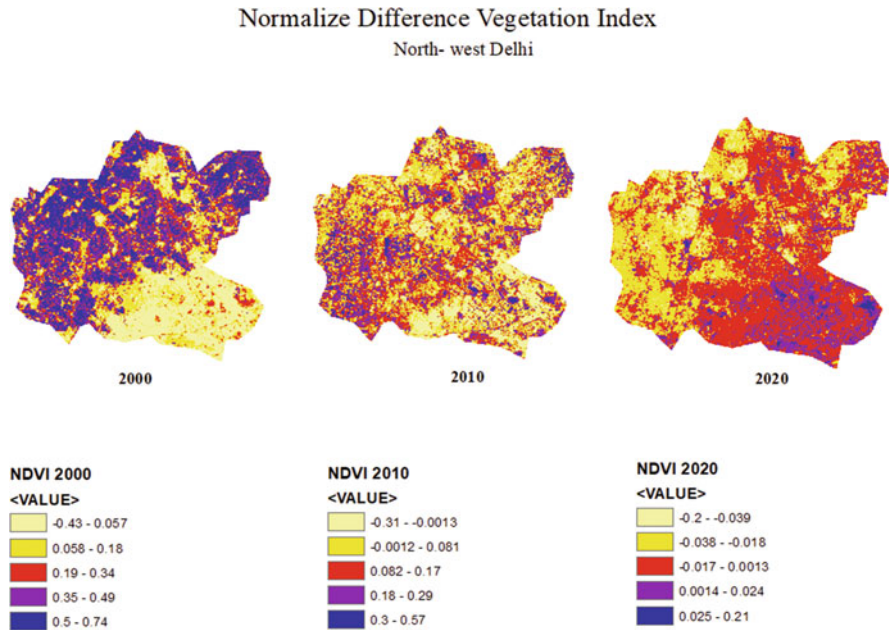 Normalize Difference Vegetation Index
North- west Delhi
2000
2010
2020
NDVI 2000
<VALUE>
-0.43 - 0.057
0.058 - 0.18
0.19 - 0.34
0.35 - 0.49
0.5 - 0.74
NDVI 2010
<VALUE>
-0.31 - -0.0013
-0.0012 - 0.081
0.082 - 0.17
0.18 - 0.29
0.3 - 0.57
NDVI 2020
<VALUE>
-0.2 - -0.039
-0.038 - -0.018
-0.017 - 0.0013
0.0014 - 0.024
0.025 - 0.21